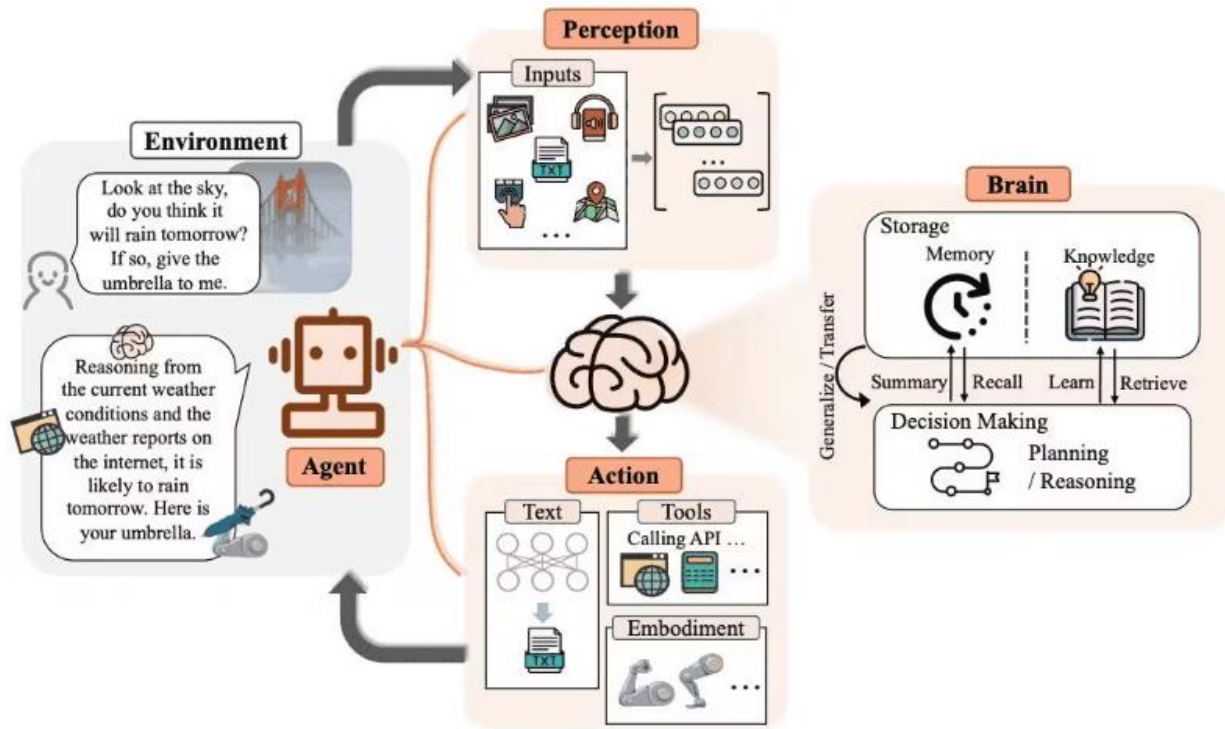 Perception
Inputs
TXT
Environment
Look at the sky,
do you think it
will rain tomorrow?
If so, give the
umbrella to me.
Reasoning from
the current weather
conditions and the
weather reports on
the internet, it is
likely to rain
tomorrow. Here is
your umbrella.
Agent
Action
Text
TXT
Tools
Calling API ...
Embodiment
Brain
Storage
Memory
Knowledge
Generalize / Transfer
Summary
Recall
Learn
Retrieve
Decision Making
Planning
/ Reasoning